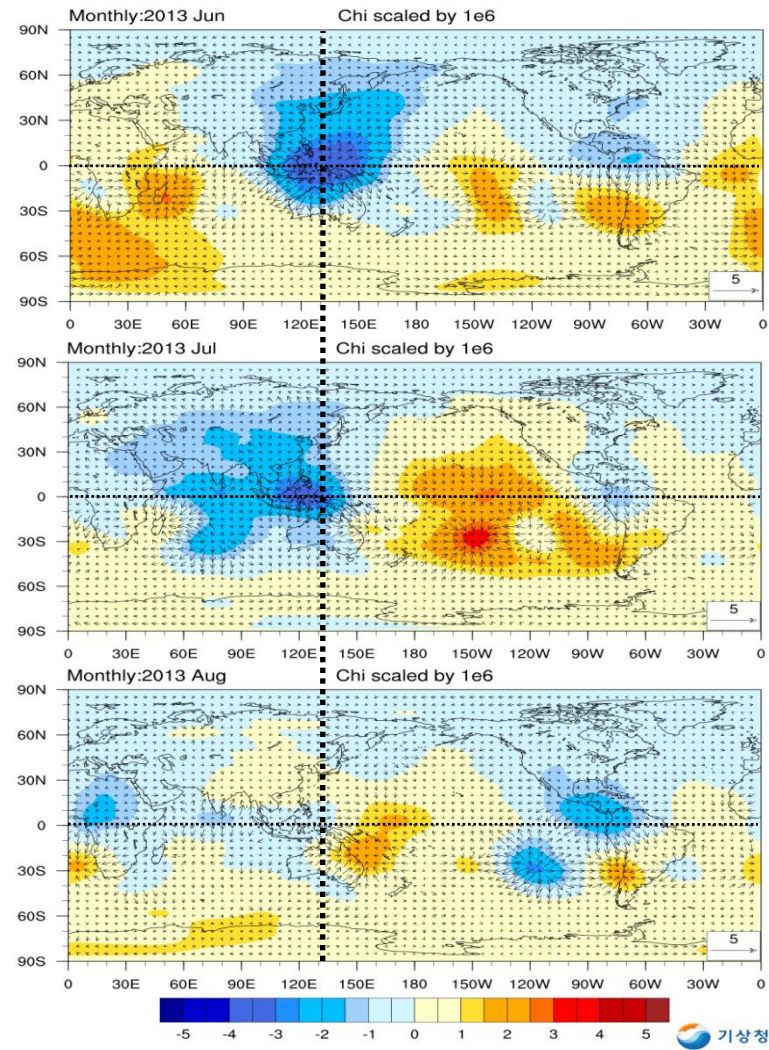 Monthly:2013 Jun Chi scaled by 1e6
90N
60N
30N
0
30S
60S
90S
5
0 30E 60E 90E 120E 150E 180 150W 120W 90W 60W 30W 0
Monthly:2013 Jul Chi scaled by 1e6
90N
60N
30N
0
30S
60S
90S
5
0 30E 60E 90E 120E 150E 180 150W 120W 90W 60W 30W 0
Monthly:2013 Aug Chi scaled by 1e6
90N
60N
30N
0
30S
60S
90S
5
0 30E 60E 90E 120E 150E 180 150W 120W 90W 60W 30W 0
-5 -4 -3 -2 -1 0 1 2 3 4 5
기상청